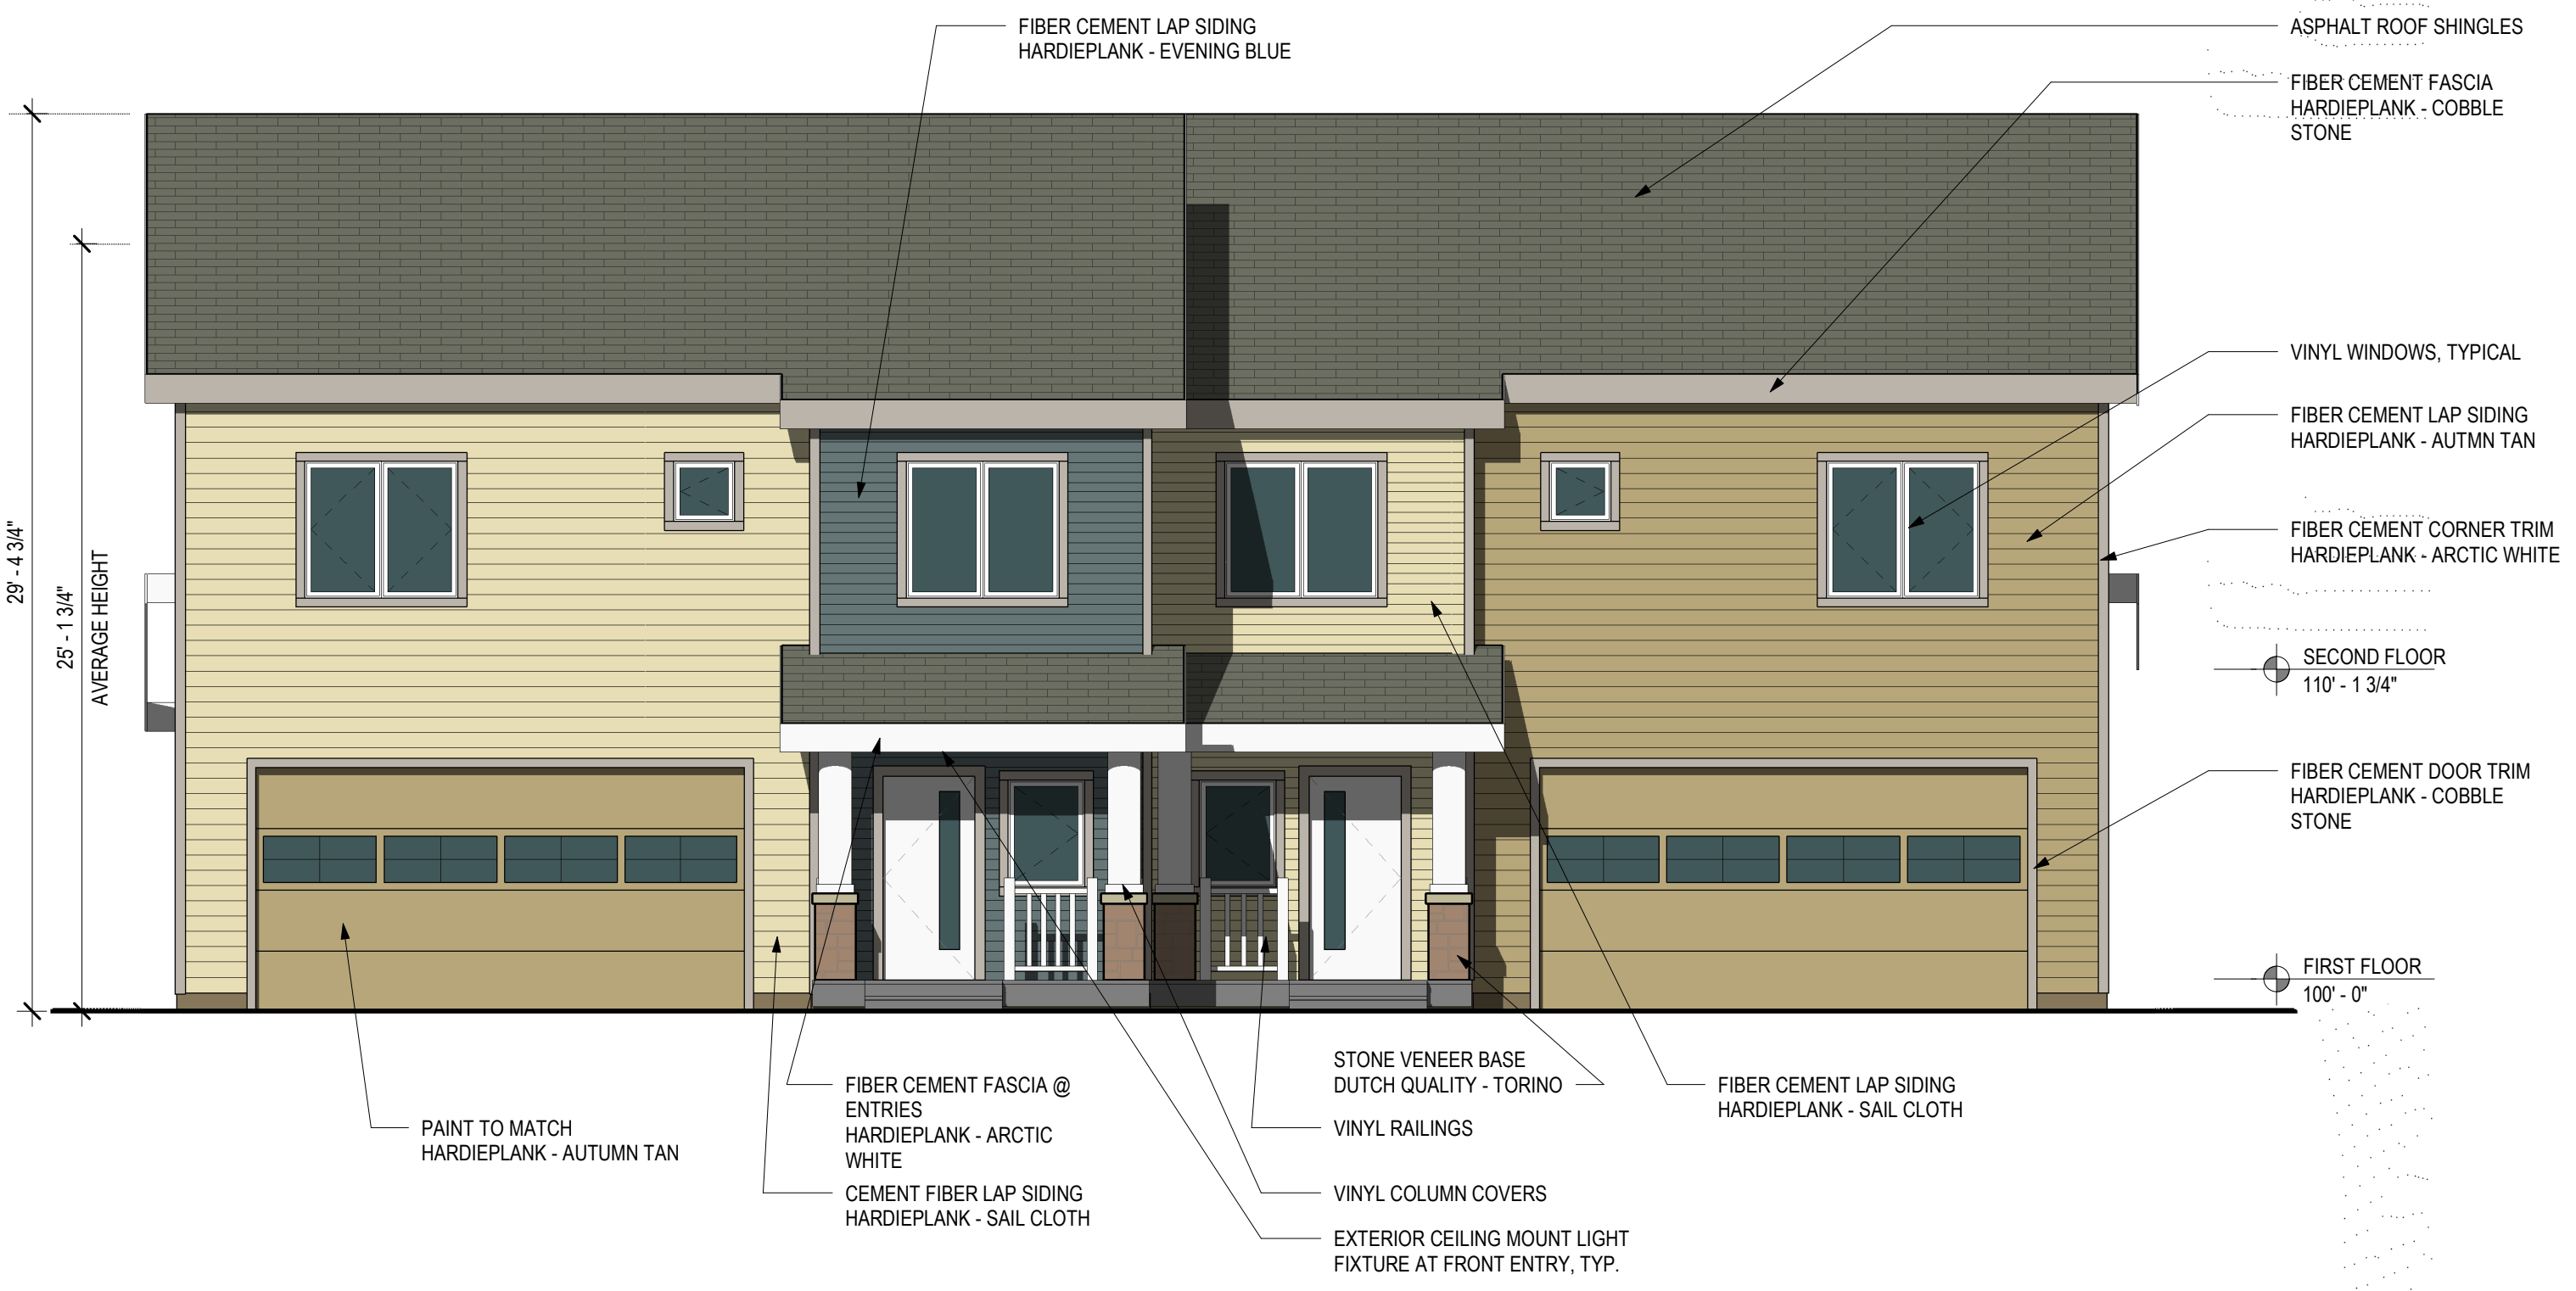 FIBER CEMENT LAP SIDING
HARDIEPLANK - EVENING BLUE
ASPHALT ROOF SHINGLES
FIBER CEMENT FASCIA
HARDIEPLANK - COBBLE
STONE
VINYL WINDOWS, TYPICAL
FIBER CEMENT LAP SIDING
HARDIEPLANK - AUTMN TAN
FIBER CEMENT CORNER TRIM
HARDIEPLANK - ARCTIC WHITE
SECOND FLOOR
110' - 1 3/4"
FIBER CEMENT DOOR TRIM
HARDIEPLANK - COBBLE
STONE
FIRST FLOOR
100' - 0"
29' - 4 3/4"
25' - 1 3/4"
AVERAGE HEIGHT
PAINT TO MATCH
HARDIEPLANK - AUTUMN TAN
FIBER CEMENT FASCIA @
ENTRIES
HARDIEPLANK - ARCTIC
WHITE
CEMENT FIBER LAP SIDING
HARDIEPLANK - SAIL CLOTH
STONE VENEER BASE
DUTCH QUALITY - TORINO
VINYL RAILINGS
VINYL COLUMN COVERS
EXTERIOR CEILING MOUNT LIGHT
FIXTURE AT FRONT ENTRY, TYP.
FIBER CEMENT LAP SIDING
HARDIEPLANK - SAIL CLOTH